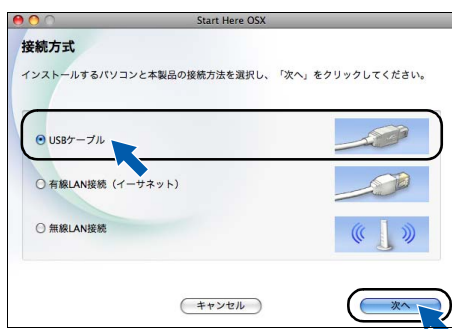 Start Here OSX
接続方式
インストールするパソコンと本製品の接続方法を選択し、「次へ」をクリックしてください。
USBケーブル
有線LAN接続（イーサネット）
無線LAN接続
キャンセル
次へ